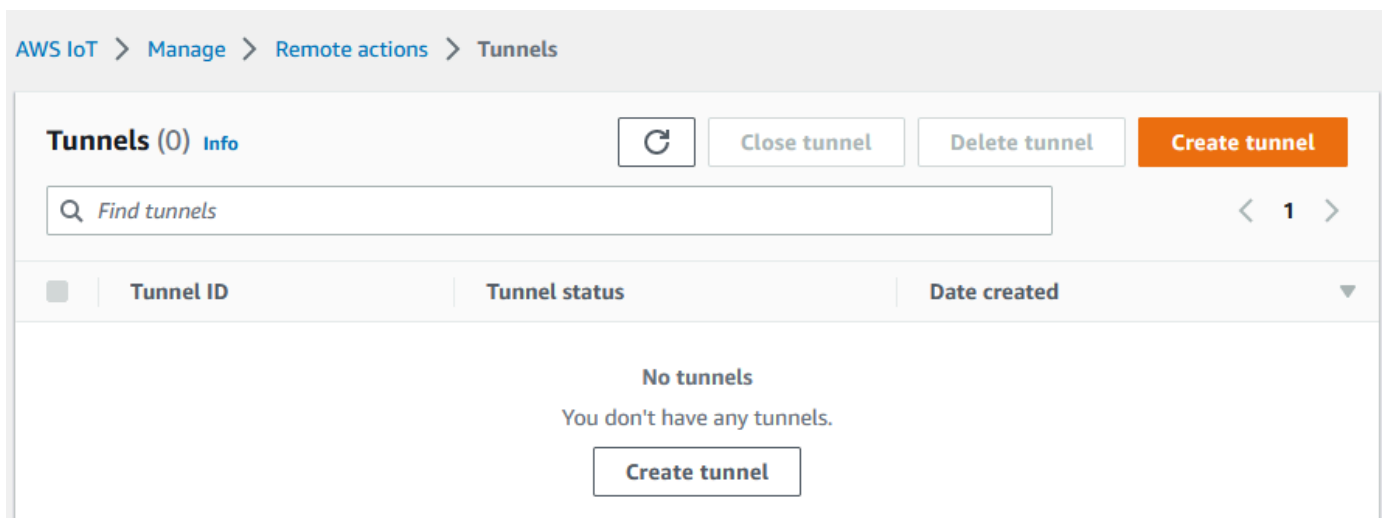 AWS IoT > Manage > Remote actions > Tunnels
Tunnels (0) Info
Close tunnel
Delete tunnel
Create tunnel
Find tunnels
< 1 >
Tunnel ID
Tunnel status
Date created
No tunnels
You don't have any tunnels.
Create tunnel